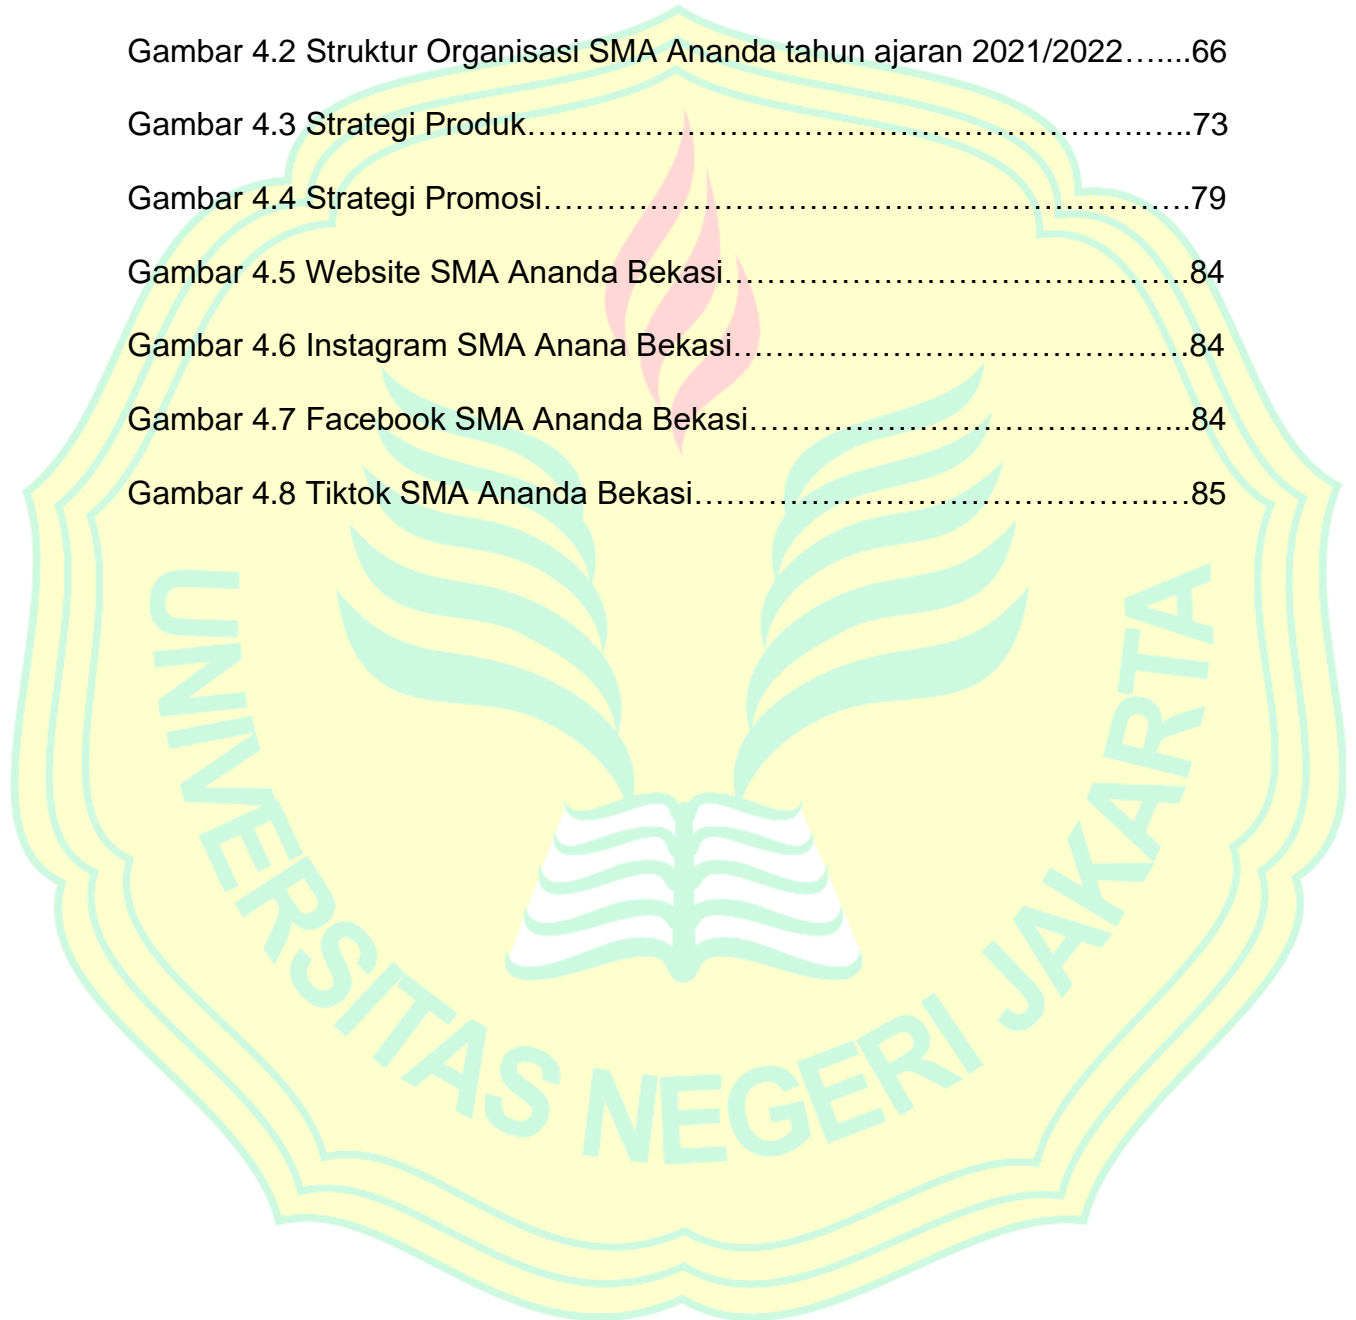 Gambar 4.2 Struktur Organisasi SMA Ananda tahun ajaran 2021/2022…....66
Gambar 4.3 Strategi Produk……………………………………………………….…...73
Gambar 4.4 Strategi Promosi…………………………………………………….79
Gambar 4.5 Website SMA Ananda Bekasi……………………………………..84
Gambar 4.6 Instagram SMA Anana Bekasi…………………………………….84
Gambar 4.7 Facebook SMA Ananda Bekasi…………………………………...84
Gambar 4.8 Tiktok SMA Ananda Bekasi……………………………………..…85
UNIVERSITAS NEGERI JAKARTA